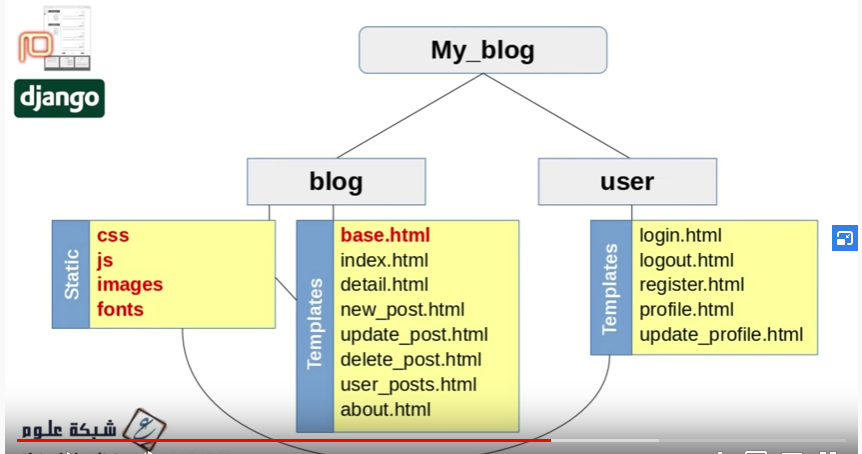 django
My_blog
blog
user
Static
css
js
images
fonts
Templates
base.html
index.html
detail.html
new_post.html
update_post.html
delete_post.html
user_posts.html
about.html
Templates
login.html
logout.html
register.html
profile.html
update_profile.html
شبكة علوم